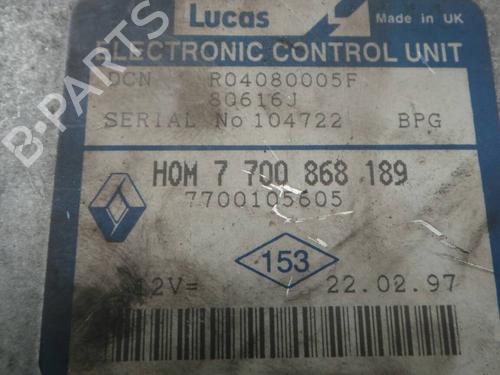 Lucas
Made in UK
ELECTRONIC CONTROL UNIT
DCN R04080005F
80616J
SERIAL No 104722 BPG
HOM 7 700 868 189
7700105605
153
12V= 22.02.97
B-PARTS